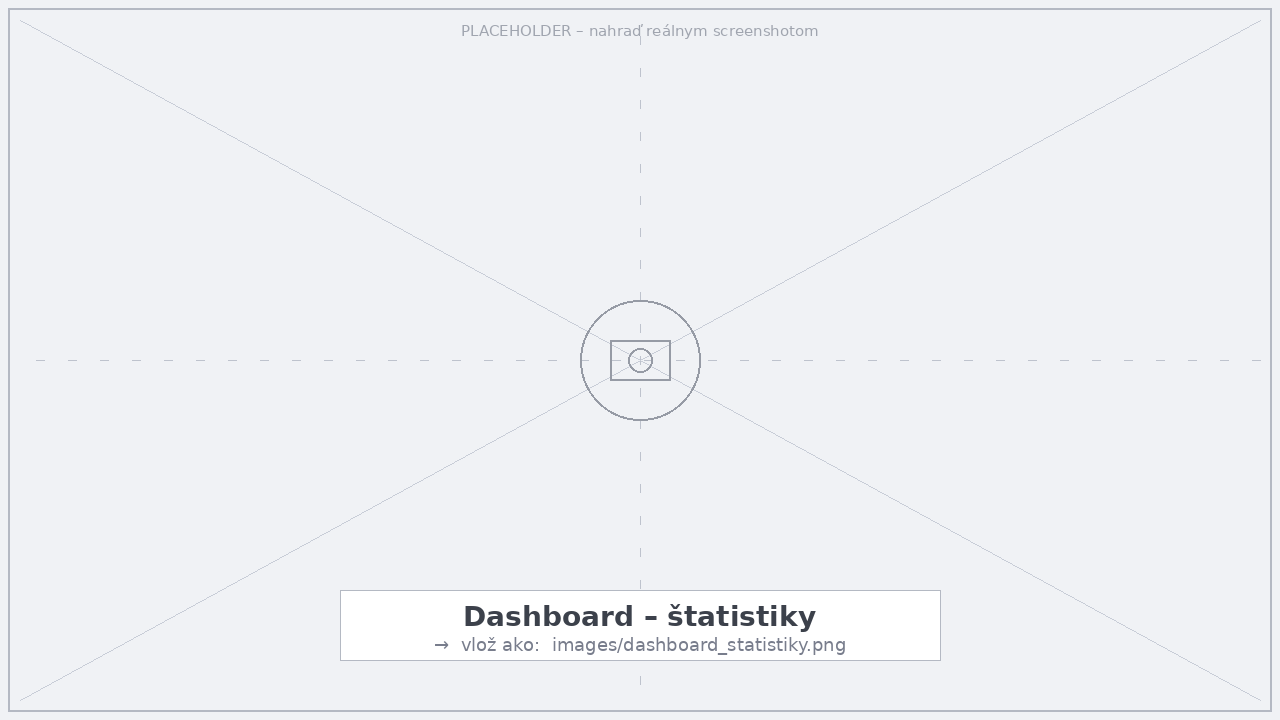 PLACEHOLDER – nahraď reálnym screenshotom
Dashboard – štatistiky
→ vlož ako: images/dashboard_statistiky.png